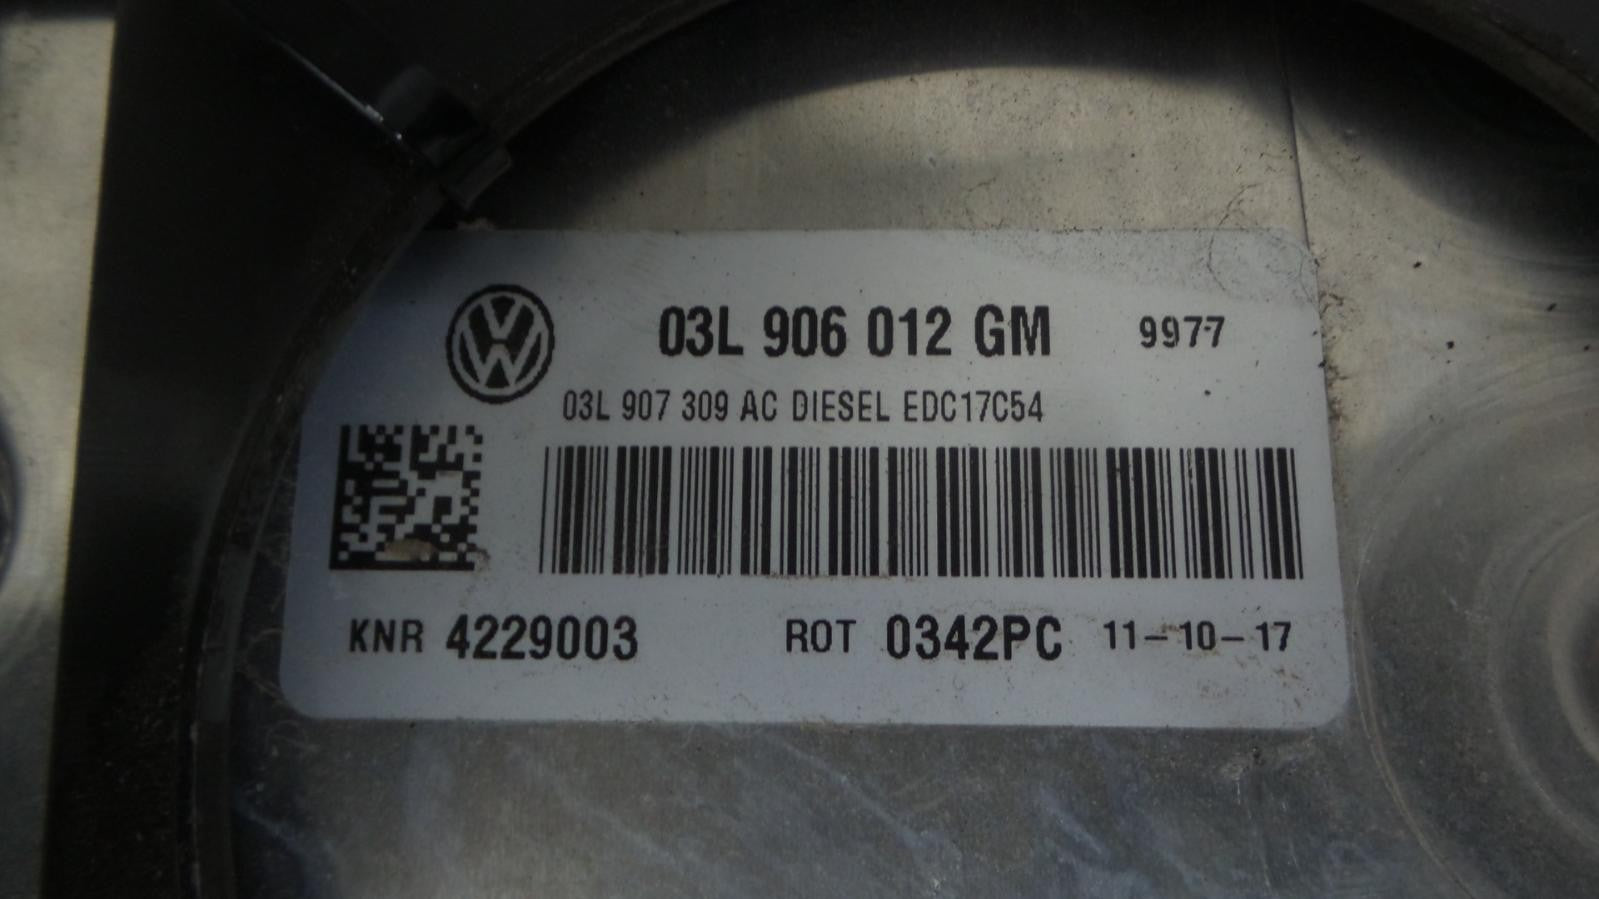 03L 906 012 GM 9977
03L 907 309 AC DIESEL EDC17C54
KNR 4229003 ROT 0342PC 11-10-17